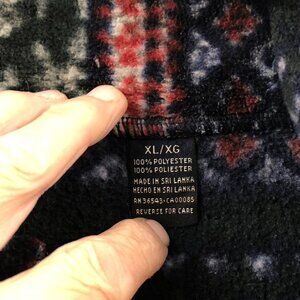 XL/XG
100% POLYESTER
100% POLIESTER
MADE IN SRI LANKA
HECHO EN SRI LANKA
RN 36543 · CA00085
REVERSE FOR CARE